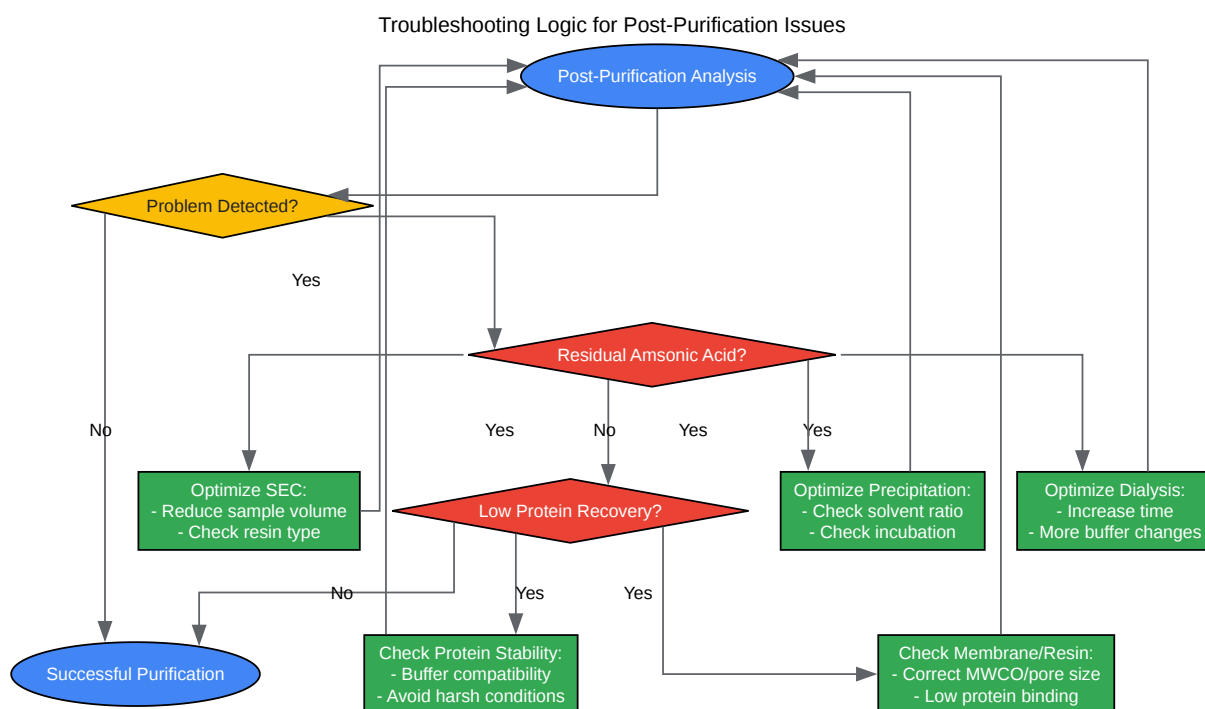 Troubleshooting Logic for Post-Purification Issues
Post-Purification Analysis
Problem Detected?
Yes
Residual Amsonic Acid?
No
Yes
No
Yes
Yes
Optimize SEC:
- Reduce sample volume
- Check resin type
Low Protein Recovery?
Optimize Precipitation:
- Check solvent ratio
- Check incubation
Optimize Dialysis:
- Increase time
- More buffer changes
No
Yes
Yes
Successful Purification
Check Protein Stability:
- Buffer compatibility
- Avoid harsh conditions
Check Membrane/Resin:
- Correct MWCO/pore size
- Low protein binding